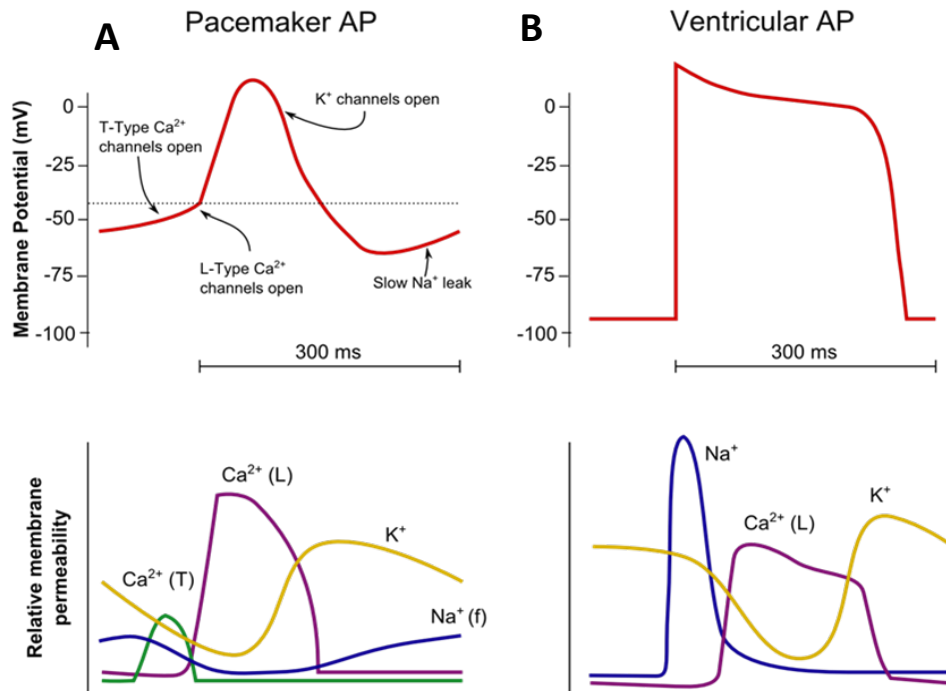 A
Pacemaker AP
B
Ventricular AP
Membrane Potential (mV)
0
-25
-50
-75
-100
T-Type Ca²⁺
channels open
K⁺ channels open
L-Type Ca²⁺
channels open
Slow Na⁺ leak
300 ms
0
-25
-50
-75
-100
300 ms
Relative membrane
permeability
Ca²⁺ (T)
Ca²⁺ (L)
K⁺
Na⁺ (f)
Na⁺
Ca²⁺ (L)
K⁺